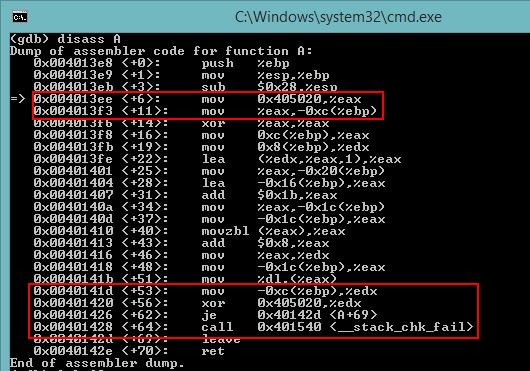 C:\Windows\system32\cmd.exe
(gdb) disass A
Dump of assembler code for function A:
0x004013e8 <+0>: push %ebp
0x004013e9 <+1>: mov %esp,%ebp
0x004013eb <+3>: sub $0x28,%esp
=> 0x004013ee <+6>: mov 0x405020,%eax
0x004013f3 <+11>: mov %eax,-0xc(%ebp)
0x004013f6 <+14>: xor %eax,%eax
0x004013f8 <+16>: mov 0xc(%ebp),%eax
0x004013fb <+19>: mov 0x8(%ebp),%edx
0x004013fe <+22>: lea (%edx,%eax,1),%eax
0x00401401 <+25>: mov %eax,-0x20(%ebp)
0x00401404 <+28>: lea -0x16(%ebp),%eax
0x00401407 <+31>: add $0x1b,%eax
0x0040140a <+34>: mov %eax,-0x1c(%ebp)
0x0040140d <+37>: mov -0x1c(%ebp),%eax
0x00401410 <+40>: movzbl (%eax),%eax
0x00401413 <+43>: add $0x8,%eax
0x00401416 <+46>: mov %eax,%edx
0x00401418 <+48>: mov -0x1c(%ebp),%eax
0x0040141b <+51>: mov %dl,(%eax)
0x0040141d <+53>: mov -0xc(%ebp),%edx
0x00401420 <+56>: xor 0x405020,%edx
0x00401426 <+62>: je 0x40142d <A+69>
0x00401428 <+64>: call 0x401540 <__stack_chk_fail>
0x0040142d <+69>: leave
0x0040142e <+70>: ret
End of assembler dump.